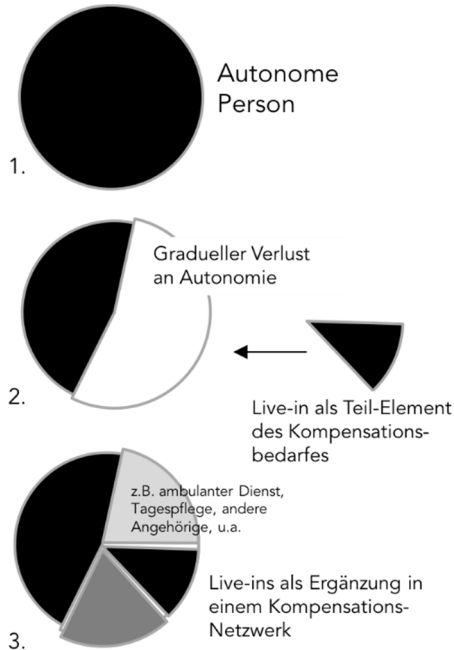 Autonome
Person
1.
Gradueller Verlust
an Autonomie
2.
Live-in als Teil-Element
des Kompensations-
bedarfes
z.B. ambulanter Dienst,
Tagespflege, andere
Angehörige, u.a.
Live-ins als Ergänzung in
einem Kompensations-
Netzwerk
3.